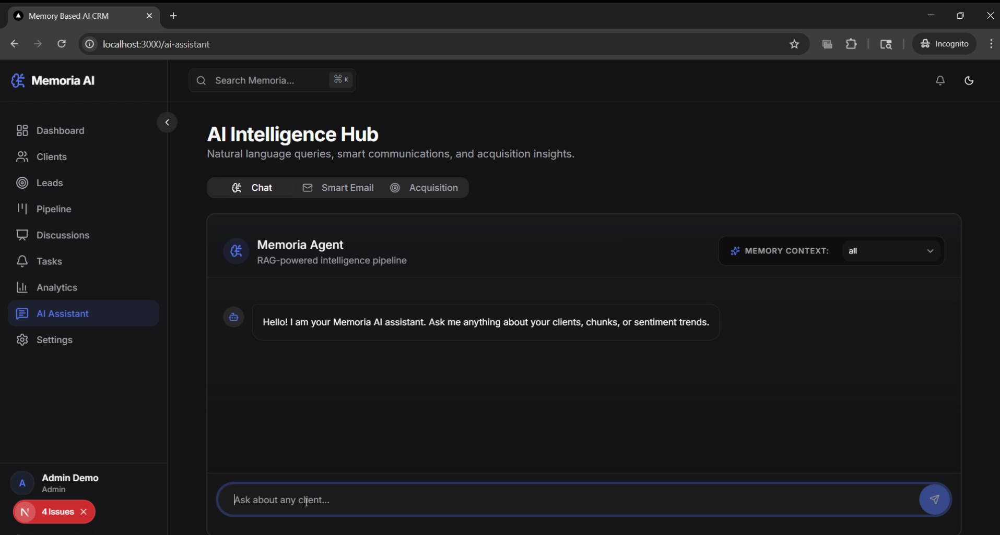 Memory Based AI CRM
localhost:3000/ai-assistant
Incognito
Memoria AI
Search Memoria...
⌘ K
Dashboard
Clients
Leads
Pipeline
Discussions
Tasks
Analytics
AI Assistant
Settings
A
Admin Demo
Admin
N
4 Issues
AI Intelligence Hub
Natural language queries, smart communications, and acquisition insights.
Chat
Smart Email
Acquisition
Memoria Agent
RAG-powered intelligence pipeline
MEMORY CONTEXT:
all
Hello! I am your Memoria AI assistant. Ask me anything about your clients, chunks, or sentiment trends.
Ask about any client...